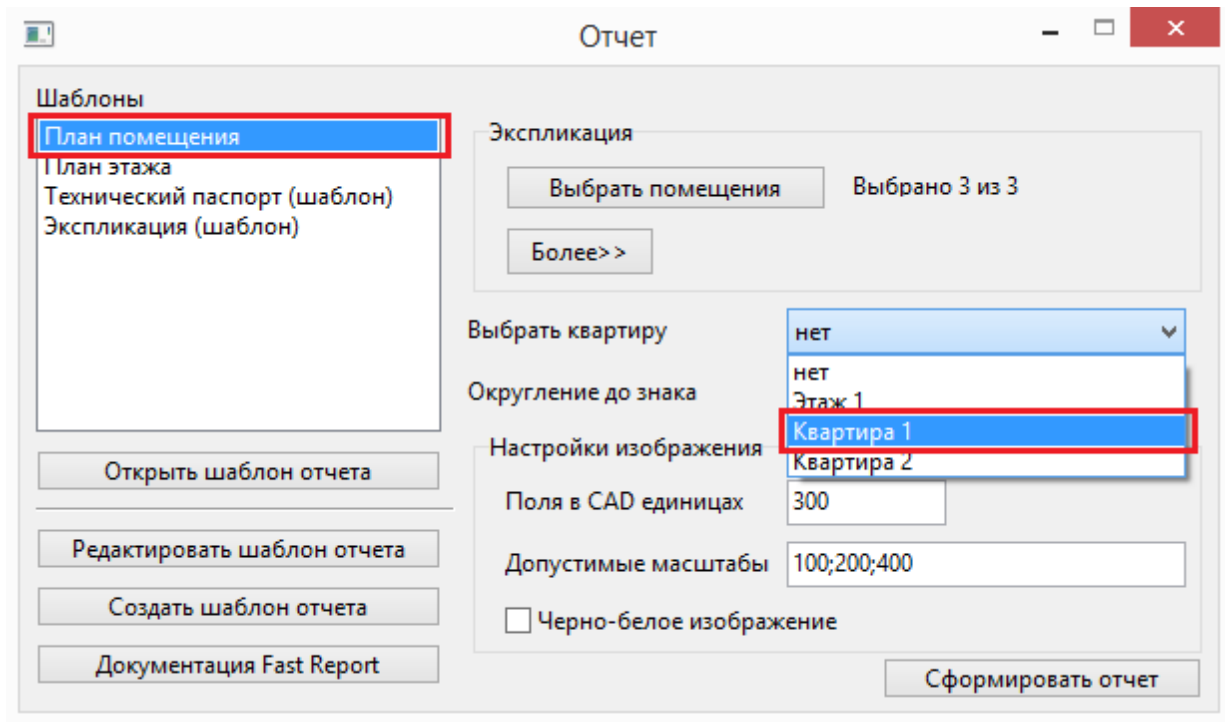 Отчет
Шаблоны
План помещения
План этажа
Технический паспорт (шаблон)
Экспликация (шаблон)
Открыть шаблон отчета
Редактировать шаблон отчета
Создать шаблон отчета
Документация Fast Report
Экспликация
Выбрать помещения Выбрано 3 из 3
Более>>
Выбрать квартиру нет
нет
Этаж 1
Квартира 1
Квартира 2
Округление до знака
Настройки изображения
Поля в CAD единицах 300
Допустимые масштабы 100;200;400
Черно-белое изображение
Сформировать отчет